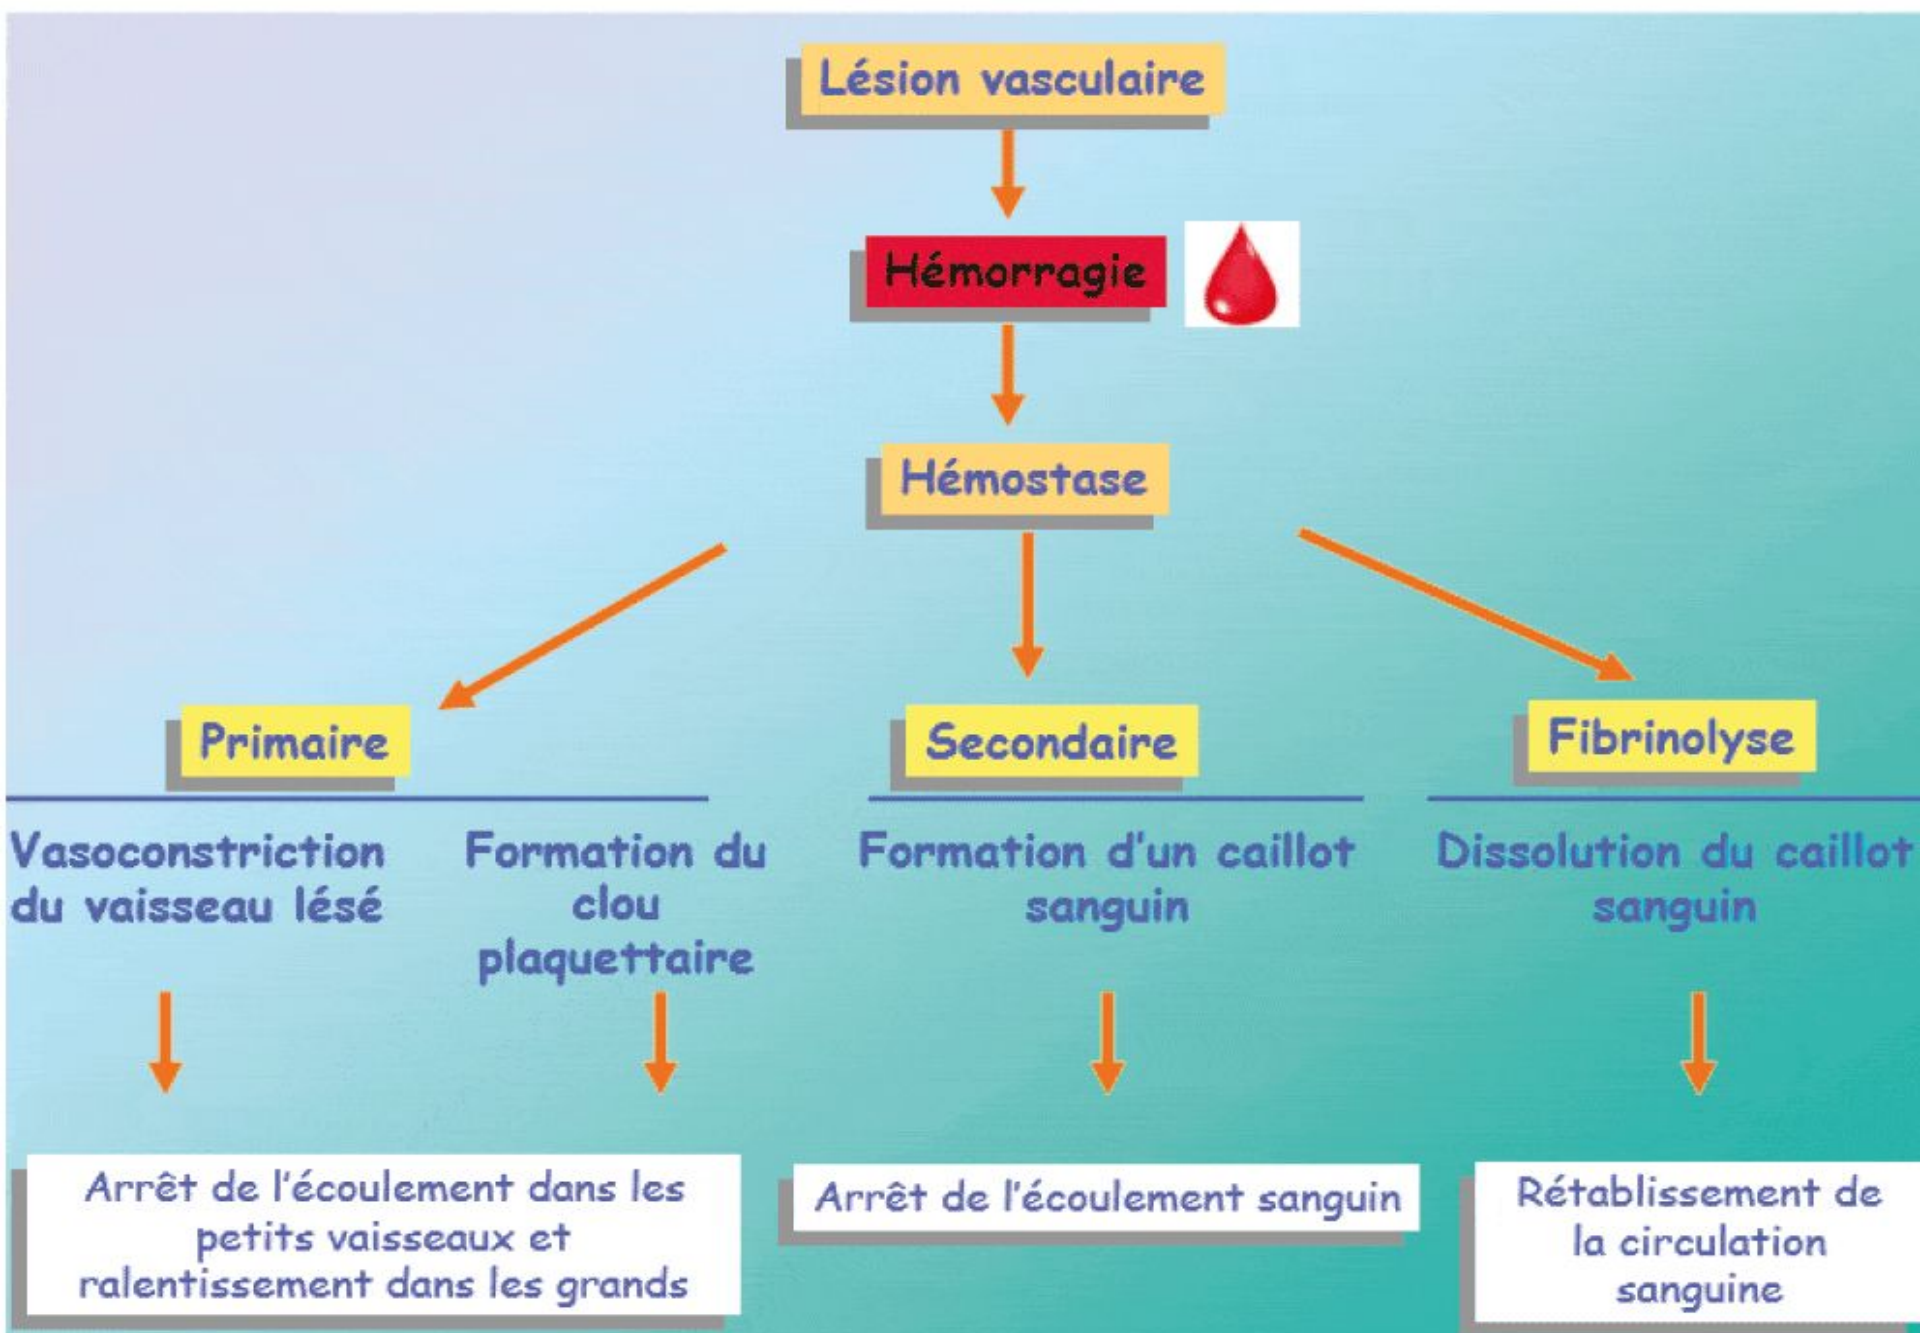 Lésion vasculaire
Hémorragie
Hémostase
Primaire
Vasoconstriction
du vaisseau lésé
Formation du
clou
plaquettaire
Arrêt de l'écoulement dans les
petits vaisseaux et
ralentissement dans les grands
Secondaire
Formation d'un caillot
sanguin
Arrêt de l'écoulement sanguin
Fibrinolyse
Dissolution du caillot
sanguin
Rétablissement de
la circulation
sanguine